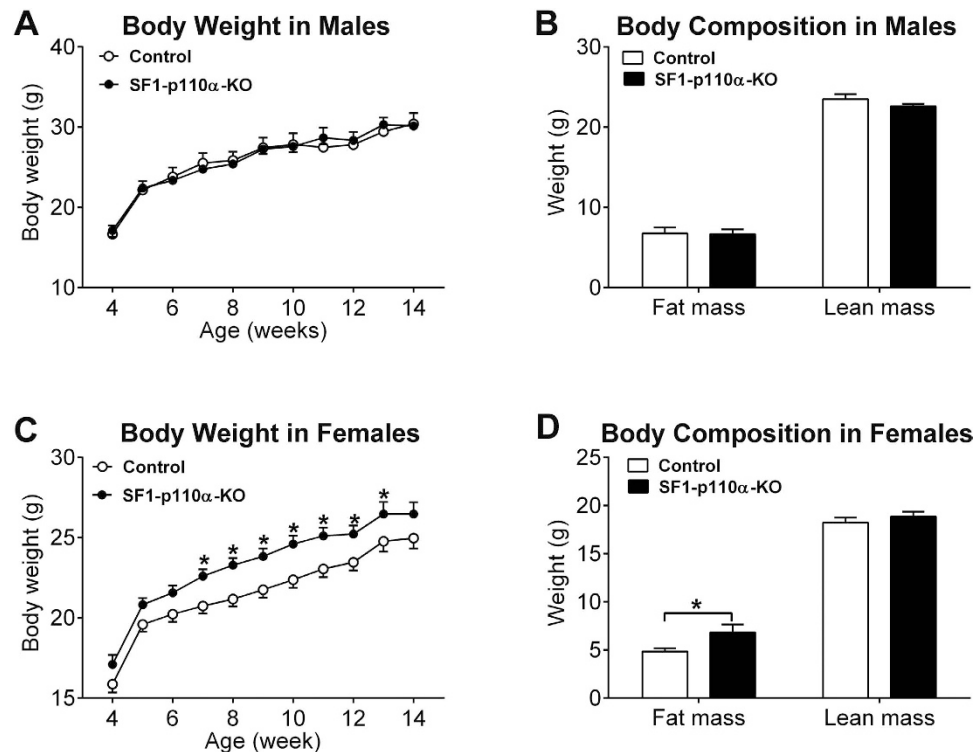 A
Body Weight in Males
Control
SF1-p110α-KO
Body weight (g)
40
30
20
10
4 6 8 10 12 14
Age (weeks)
B
Body Composition in Males
Control
SF1-p110α-KO
Weight (g)
30
20
10
0
Fat mass Lean mass
C
Body Weight in Females
Control
SF1-p110α-KO
Body weight (g)
30
25
20
15
* * * * * * *
4 6 8 10 12 14
Age (week)
D
Body Composition in Females
Control
SF1-p110α-KO
Weight (g)
25
20
15
10
5
0
*
Fat mass Lean mass